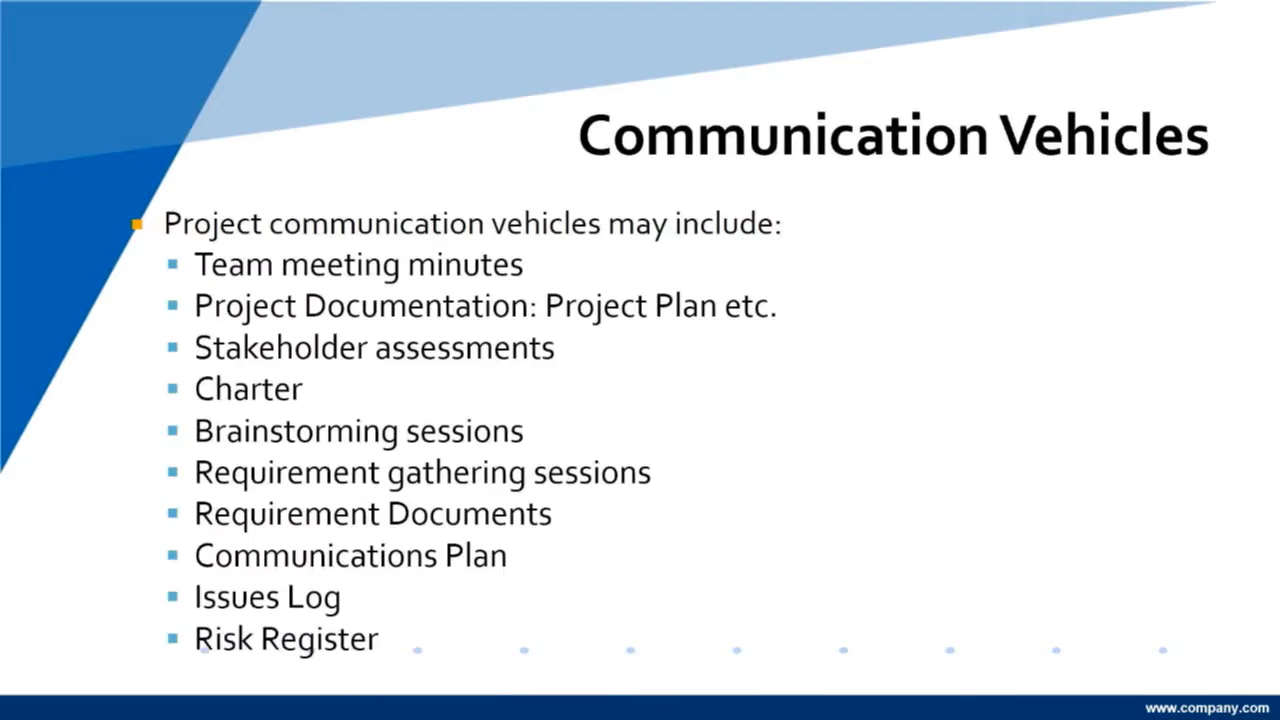 Communication Vehicles
Project communication vehicles may include:
Team meeting minutes
Project Documentation: Project Plan etc.
Stakeholder assessments
Charter
Brainstorming sessions
Requirement gathering sessions
Requirement Documents
Communications Plan
Issues Log
Risk Register
www.company.com